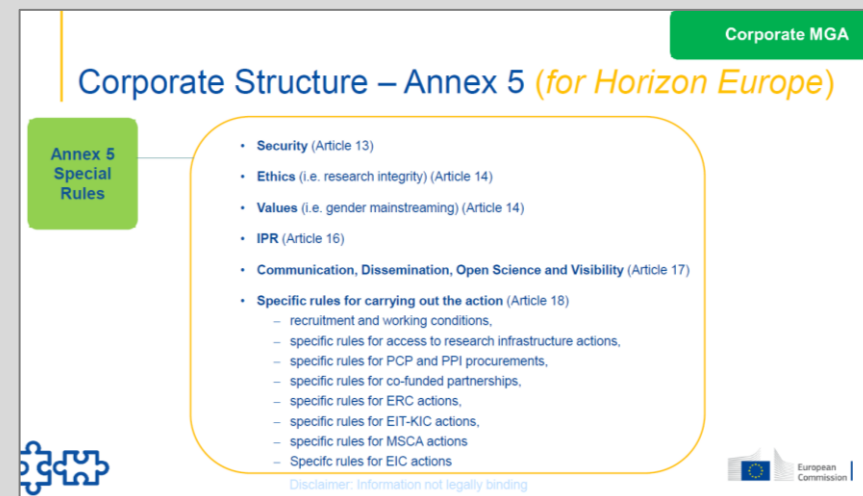 Corporate MGA
Corporate Structure – Annex 5 (for Horizon Europe)
Annex 5
Special
Rules
• Security (Article 13)
• Ethics (i.e. research integrity) (Article 14)
• Values (i.e. gender mainstreaming) (Article 14)
• IPR (Article 16)
• Communication, Dissemination, Open Science and Visibility (Article 17)
• Specific rules for carrying out the action (Article 18)
– recruitment and working conditions,
– specific rules for access to research infrastructure actions,
– specific rules for PCP and PPI procurements,
– specific rules for co-funded partnerships,
– specific rules for ERC actions,
– specific rules for EIT-KIC actions,
– specific rules for MSCA actions
– Specifc rules for EIC actions
Disclaimer: Information not legally binding
European
Commission